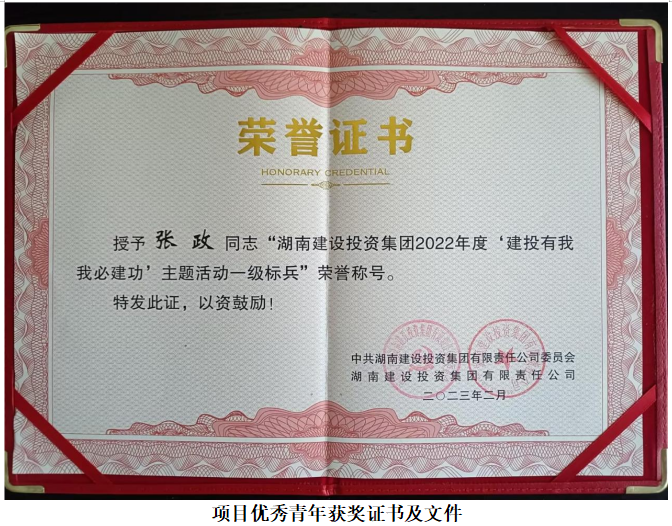 荣誉证书
HONORARY CREDENTIAL
授予 张 政 同志“湖南建设投资集团2022年度‘建投有我
我必建功’主题活动一级标兵”荣誉称号。
特发此证，以资鼓励！
中共湖南建设投资集团有限责任公司委员会
湖南建设投资集团有限责任公司
二〇二三年二月
项目优秀青年获奖证书及文件